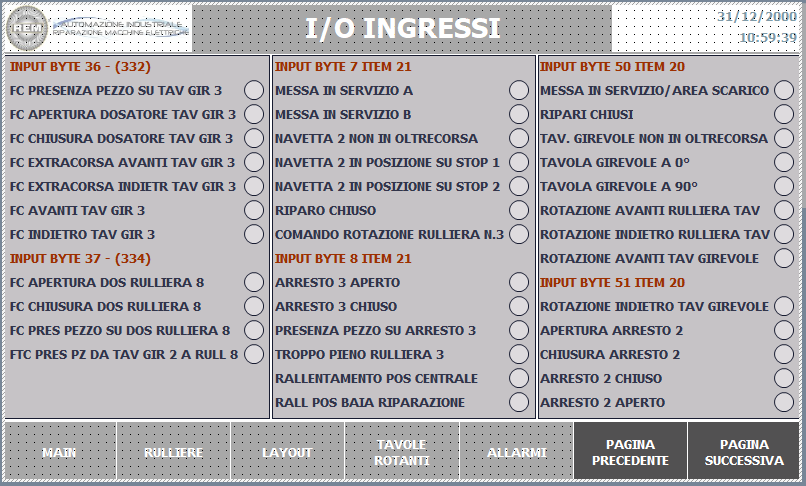 REM
L'AUTOMAZIONE INDUSTRIALE
RIPARAZIONE MACCHINE ELETTRICHE
I/O INGRESSI
31/12/2000
10:59:39
INPUT BYTE 36 - (332)
FC PRESENZA PEZZO SU TAV GIR 3
FC APERTURA DOSATORE TAV GIR 3
FC CHIUSURA DOSATORE TAV GIR 3
FC EXTRACORSA AVANTI TAV GIR 3
FC EXTRACORSA INDIETR TAV GIR 3
FC AVANTI TAV GIR 3
FC INDIETRO TAV GIR 3
INPUT BYTE 37 - (334)
FC APERTURA DOS RULLIERA 8
FC CHIUSURA DOS RULLIERA 8
FC PRES PEZZO SU DOS RULLIERA 8
FTC PRES PZ DA TAV GIR 2 A RULL 8
INPUT BYTE 7 ITEM 21
MESSA IN SERVIZIO A
MESSA IN SERVIZIO B
NAVETTA 2 NON IN OLTRECORSA
NAVETTA 2 IN POSIZIONE SU STOP 1
NAVETTA 2 IN POSIZIONE SU STOP 2
RIPARO CHIUSO
COMANDO ROTAZIONE RULLIERA N.3
INPUT BYTE 8 ITEM 21
ARRESTO 3 APERTO
ARRESTO 3 CHIUSO
PRESENZA PEZZO SU ARRESTO 3
TROPPO PIENO RULLIERA 3
RALLENTAMENTO POS CENTRALE
RALL POS BAIA RIPARAZIONE
INPUT BYTE 50 ITEM 20
MESSA IN SERVIZIO/AREA SCARICO
RIPARI CHIUSI
TAV. GIREVOLE NON IN OLTRECORSA
TAVOLA GIREVOLE A 0°
TAVOLA GIREVOLE A 90°
ROTAZIONE AVANTI RULLIERA TAV
ROTAZIONE INDIETRO RULLIERA TAV
ROTAZIONE AVANTI TAV GIREVOLE
INPUT BYTE 51 ITEM 20
ROTAZIONE INDIETRO TAV GIREVOLE
APERTURA ARRESTO 2
CHIUSURA ARRESTO 2
ARRESTO 2 CHIUSO
ARRESTO 2 APERTO
MAIN
RULLIERE
LAYOUT
TAVOLE
ROTANTI
ALLARMI
PAGINA
PRECEDENTE
PAGINA
SUCCESSIVA